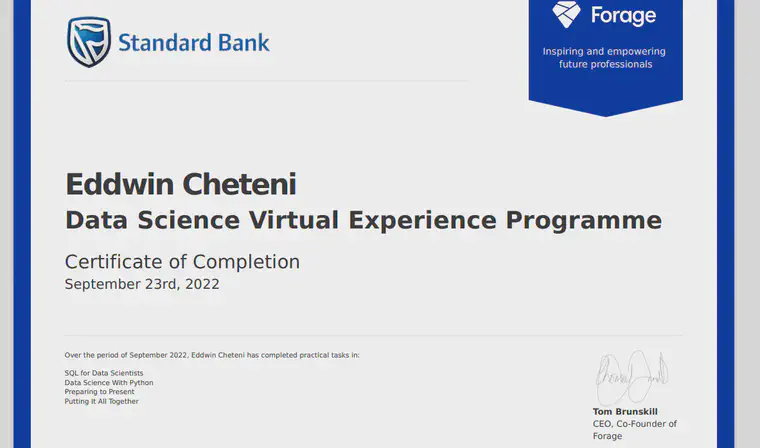 Standard Bank
Forage
Inspiring and empowering
future professionals
Eddwin Cheteni
Data Science Virtual Experience Programme
Certificate of Completion
September 23rd, 2022
Over the period of September 2022, Eddwin Cheteni has completed practical tasks in:
SQL for Data Scientists
Data Science With Python
Preparing to Present
Putting It All Together
Tom Brunskill
CEO, Co-Founder of
Forage